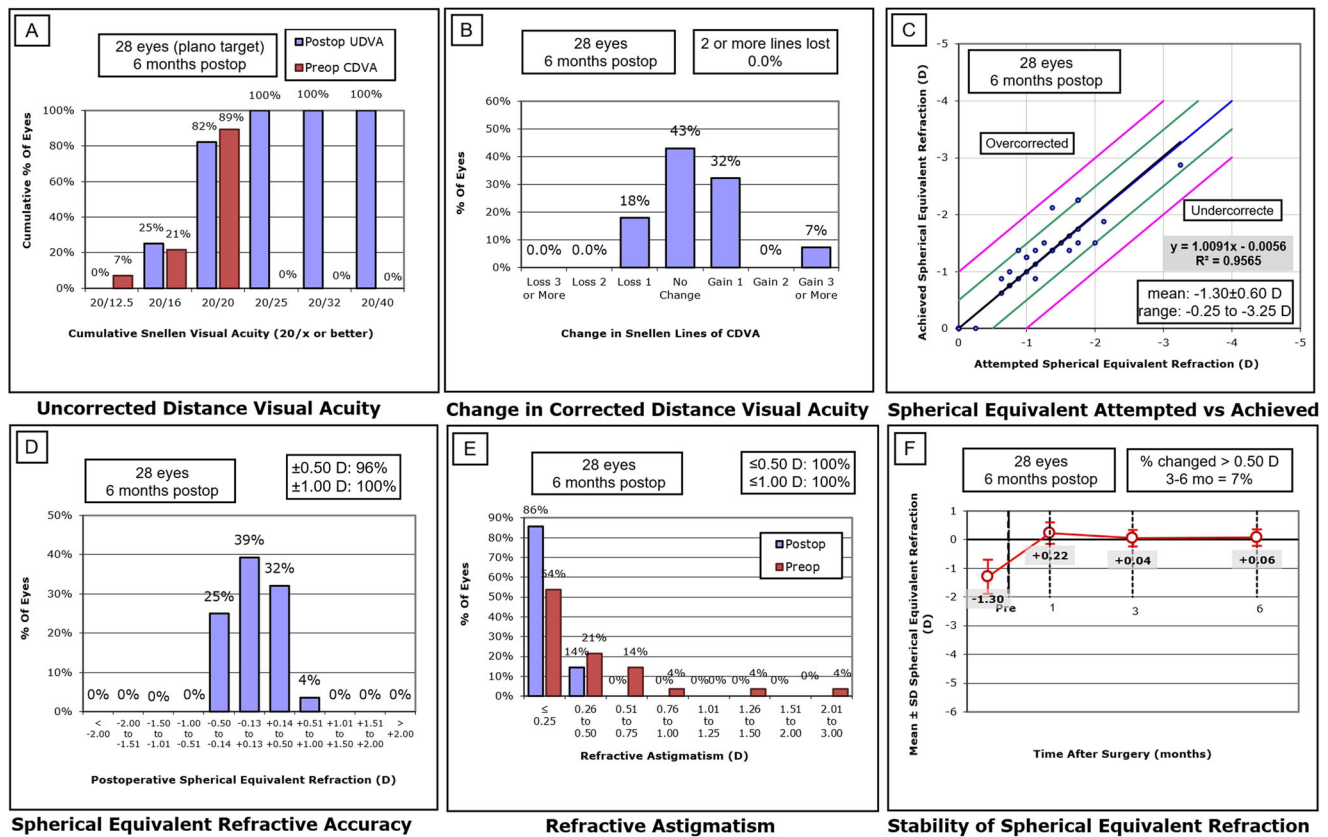 A
28 eyes (plano target)
6 months postop
Postop UDVA
Preop CDVA
Cumulative % Of Eyes
100%
80%
60%
40%
20%
0%
0%
7%
25%
21%
82%
89%
100%
0%
100%
0%
100%
0%
20/12.5
20/16
20/20
20/25
20/32
20/40
Cumulative Snellen Visual Acuity (20/x or better)
Uncorrected Distance Visual Acuity
B
28 eyes
6 months postop
2 or more lines lost
0.0%
% Of Eyes
60%
50%
40%
30%
20%
10%
0%
0.0%
0.0%
18%
43%
32%
0%
7%
Loss 3
or More
Loss 2
Loss 1
No
Change
Gain 1
Gain 2
Gain 3
or More
Change in Snellen Lines of CDVA
Change in Corrected Distance Visual Acuity
C
28 eyes
6 months postop
Achieved Spherical Equivalent Refraction (D)
-5
-4
-3
-2
-1
0
Overcorrected
Undercorrecte
y = 1.0091x - 0.0056
R² = 0.9565
mean: -1.30±0.60 D
range: -0.25 to -3.25 D
0
-1
-2
-3
-4
-5
Attempted Spherical Equivalent Refraction (D)
Spherical Equivalent Attempted vs Achieved
D
28 eyes
6 months postop
±0.50 D: 96%
±1.00 D: 100%
% Of Eyes
50%
40%
30%
20%
10%
0%
0%
0%
0%
0%
25%
39%
32%
4%
0%
0%
0%
<
-2.00
-2.00
to
-1.51
-1.50
to
-1.01
-1.00
to
-0.51
-0.50
to
-0.14
-0.13
to
+0.13
+0.14
to
+0.50
+0.51
to
+1.00
+1.01
to
+1.50
+1.51
to
+2.00
>
+2.00
Postoperative Spherical Equivalent Refraction (D)
Spherical Equivalent Refractive Accuracy
E
28 eyes
6 months postop
≤0.50 D: 100%
≤1.00 D: 100%
Postop
Preop
% Of Eyes
90%
80%
70%
60%
50%
40%
30%
20%
10%
0%
86%
54%
14%
21%
0%
14%
0%
4%
0%
0%
0%
4%
0%
0%
4%
≤
0.25
0.26
to
0.50
0.51
to
0.75
0.76
to
1.00
1.01
to
1.25
1.26
to
1.50
1.51
to
2.00
2.01
to
3.00
Refractive Astigmatism (D)
Refractive Astigmatism
F
28 eyes
6 months postop
% changed > 0.50 D
3-6 mo = 7%
Mean ± SD Spherical Equivalent Refraction
(D)
1
0
-1
-2
-3
-4
-5
-6
-1.30
+0.22
+0.04
+0.06
Pre
1
3
6
Time After Surgery (months)
Stability of Spherical Equivalent Refraction